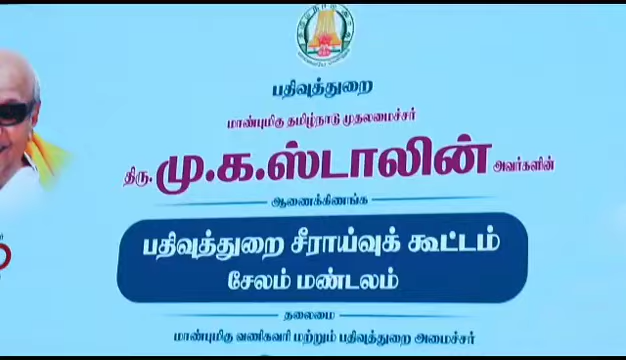 பதிவுத்துறை
மாண்புமிகு தமிழ்நாடு முதலமைச்சர்
திரு. மு.க.ஸ்டாலின் அவர்களின்
ஆணைக்கிணங்க
பதிவுத்துறை சீராய்வுக் கூட்டம்
சேலம் மண்டலம்
தலைமை
மாண்புமிகு வணிகவரி மற்றும் பதிவுத்துறை அமைச்சர்